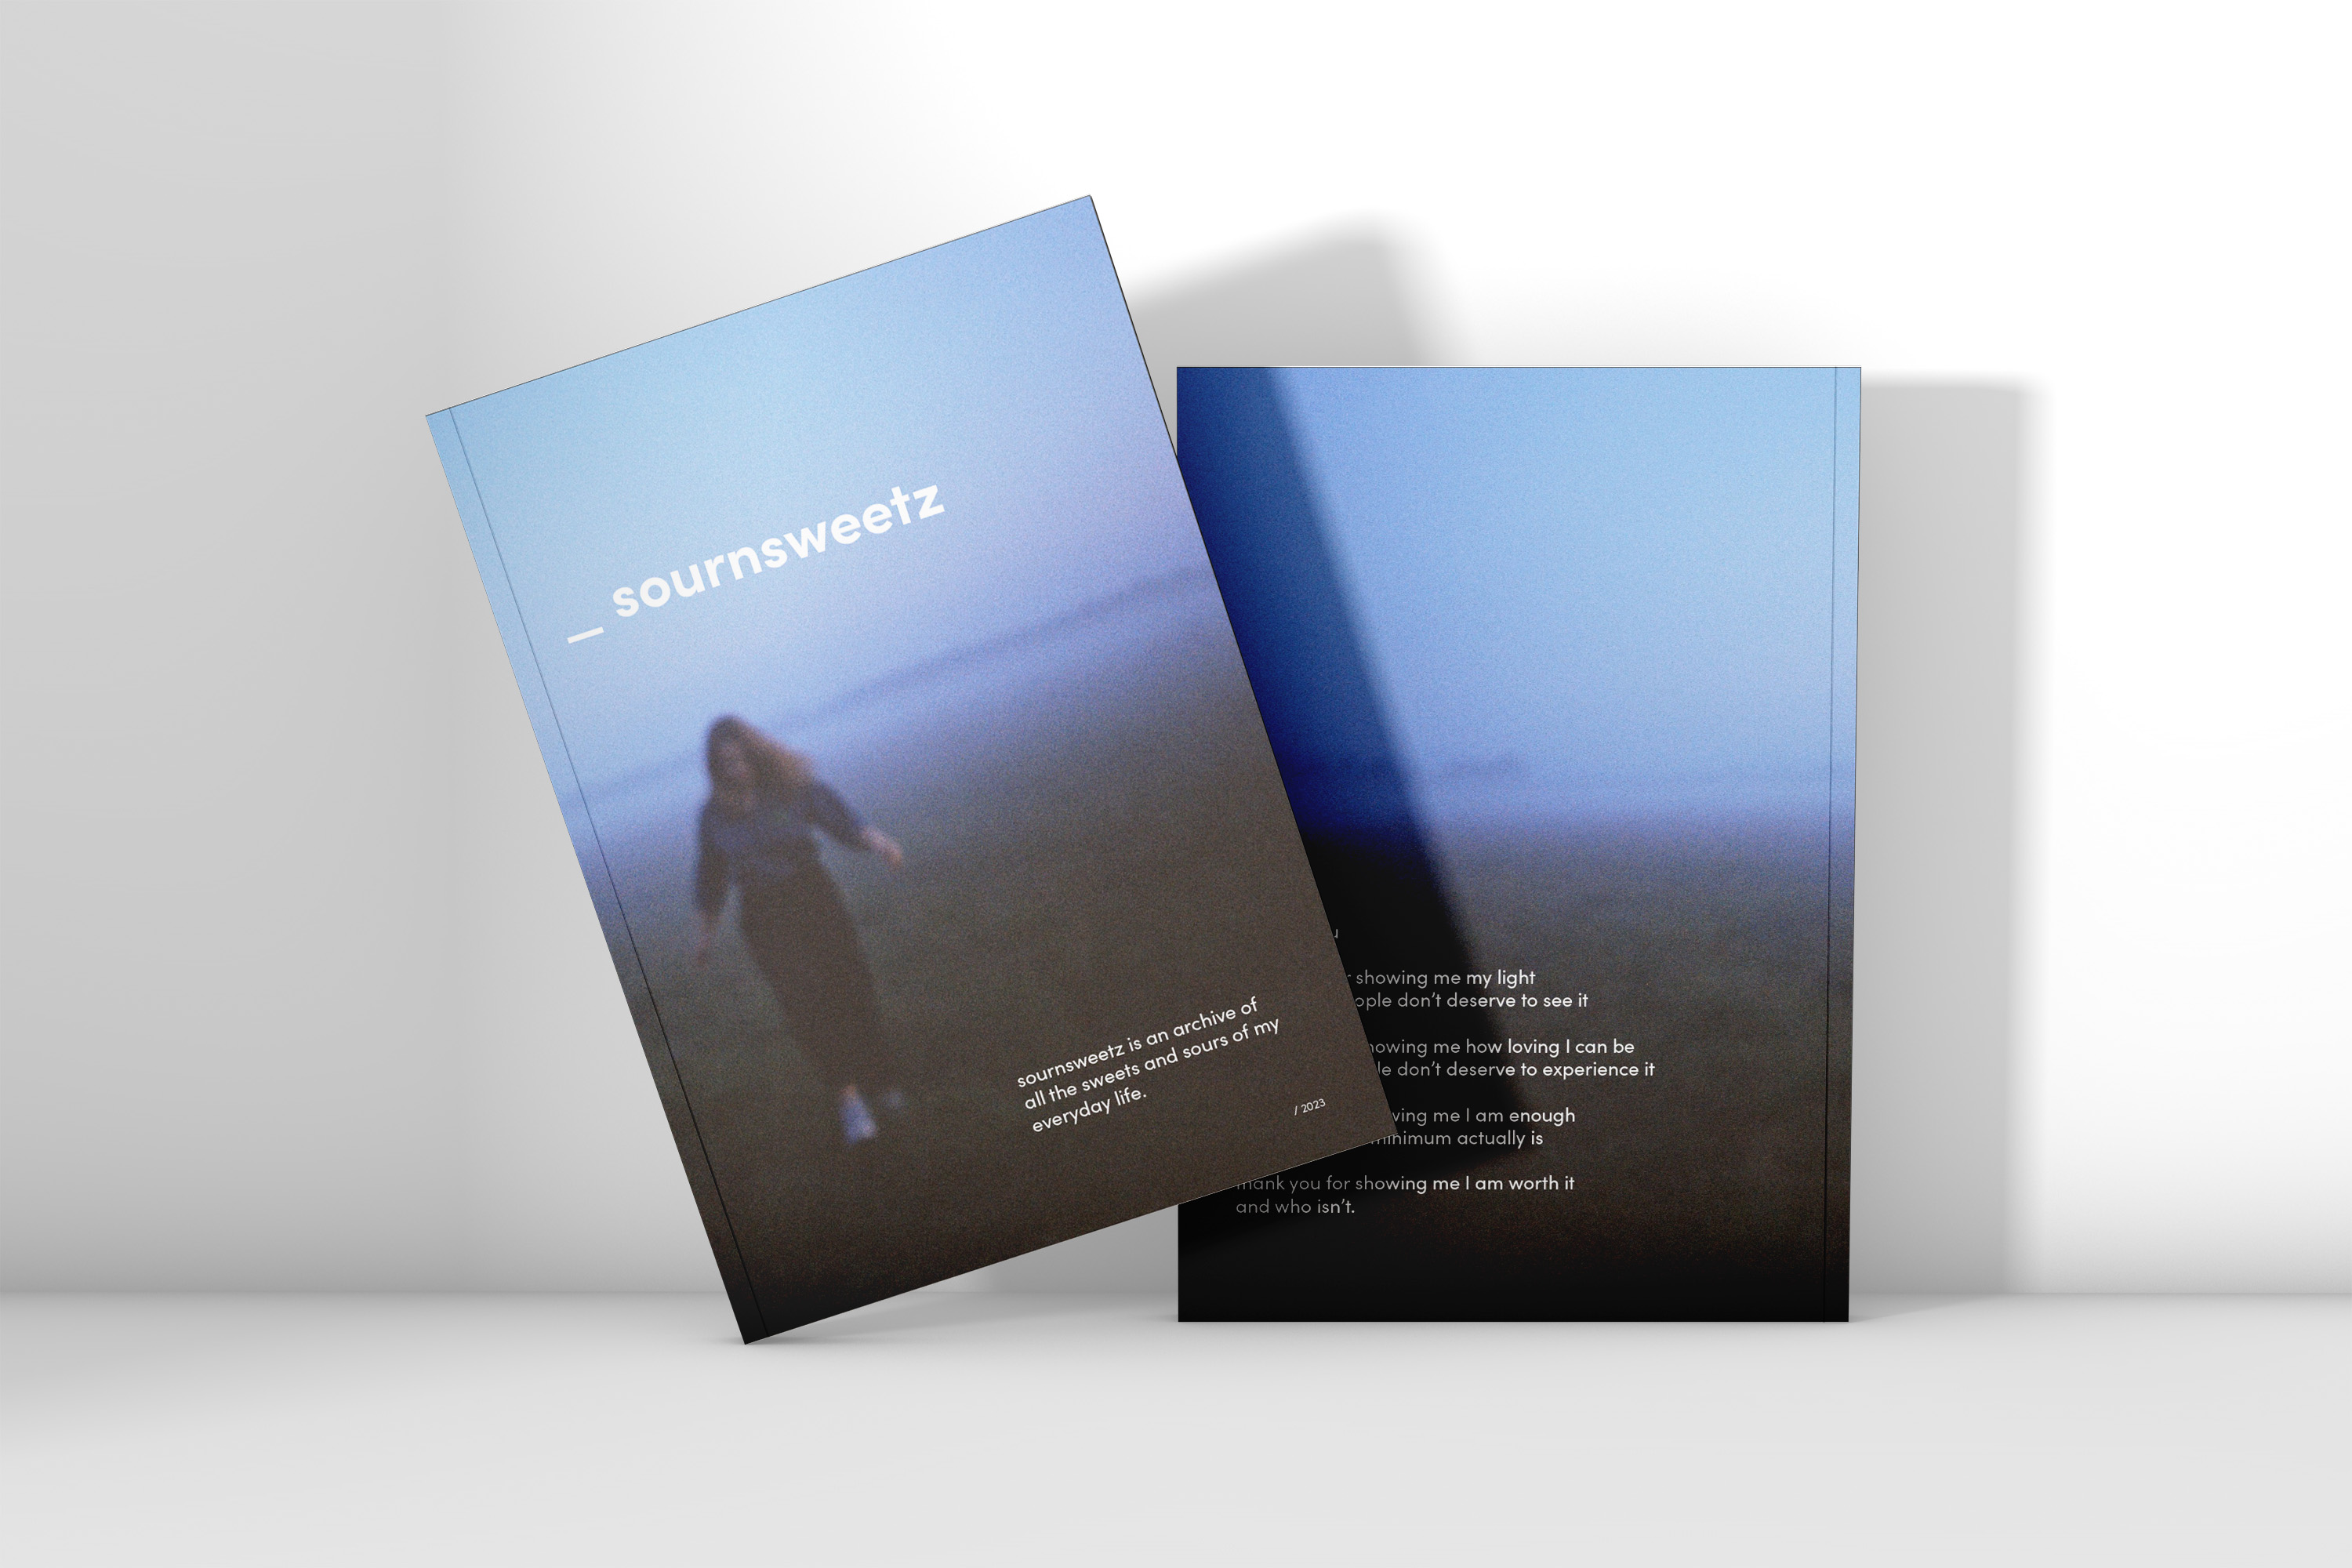 _ sournsweetz
sournsweetz is an archive of
all the sweets and sours of my
everyday life.
/ 2023
showing me my light
don't deserve to see it
me how loving I can be
don't deserve to experience it
me I am enough
actually is
you for showing me I am worth it
and who isn't.